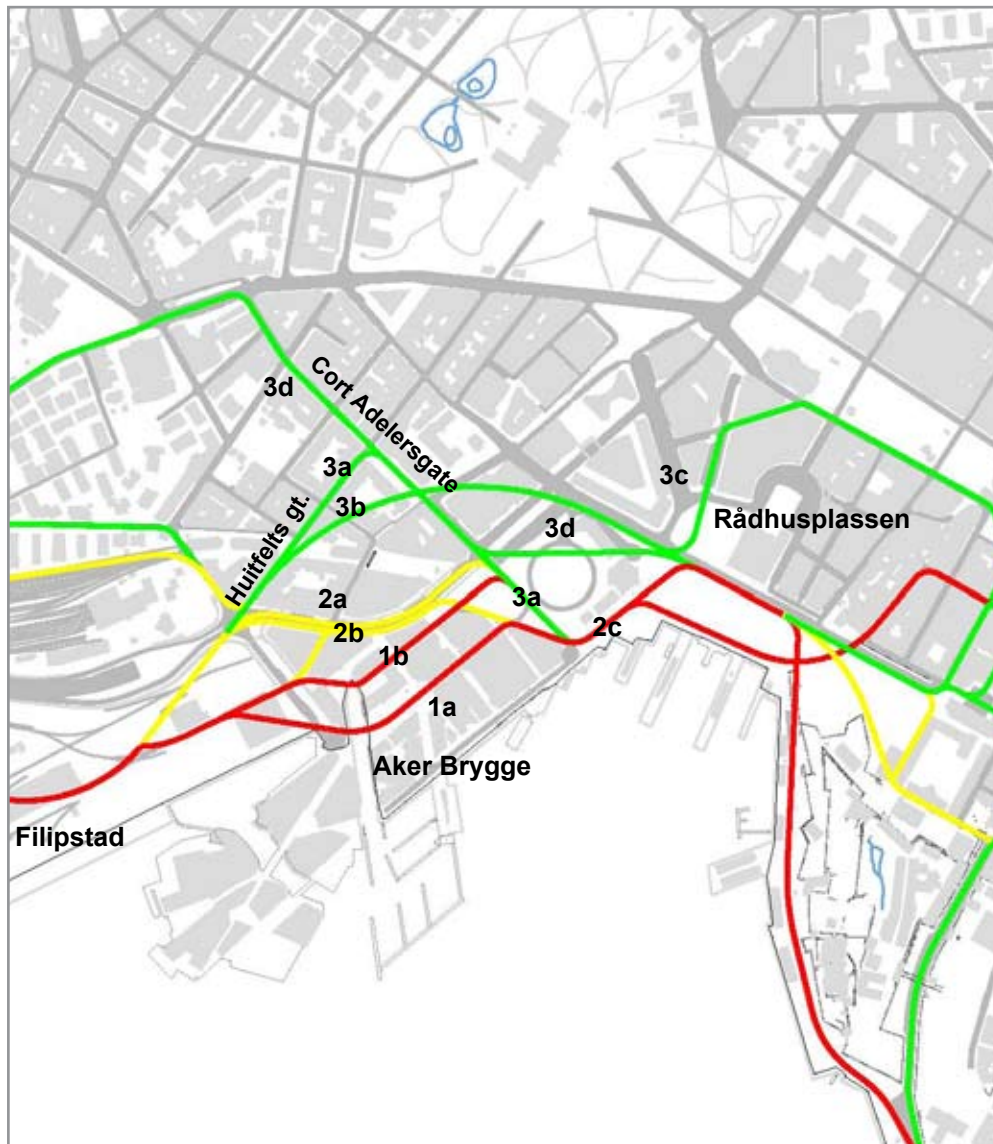 Cort Adelersgate
3d
3a
3c
3b
Rådhusplassen
3d
Huitfelts gt.
2a
3a
2b
2c
1b
1a
Aker Brygge
Filipstad